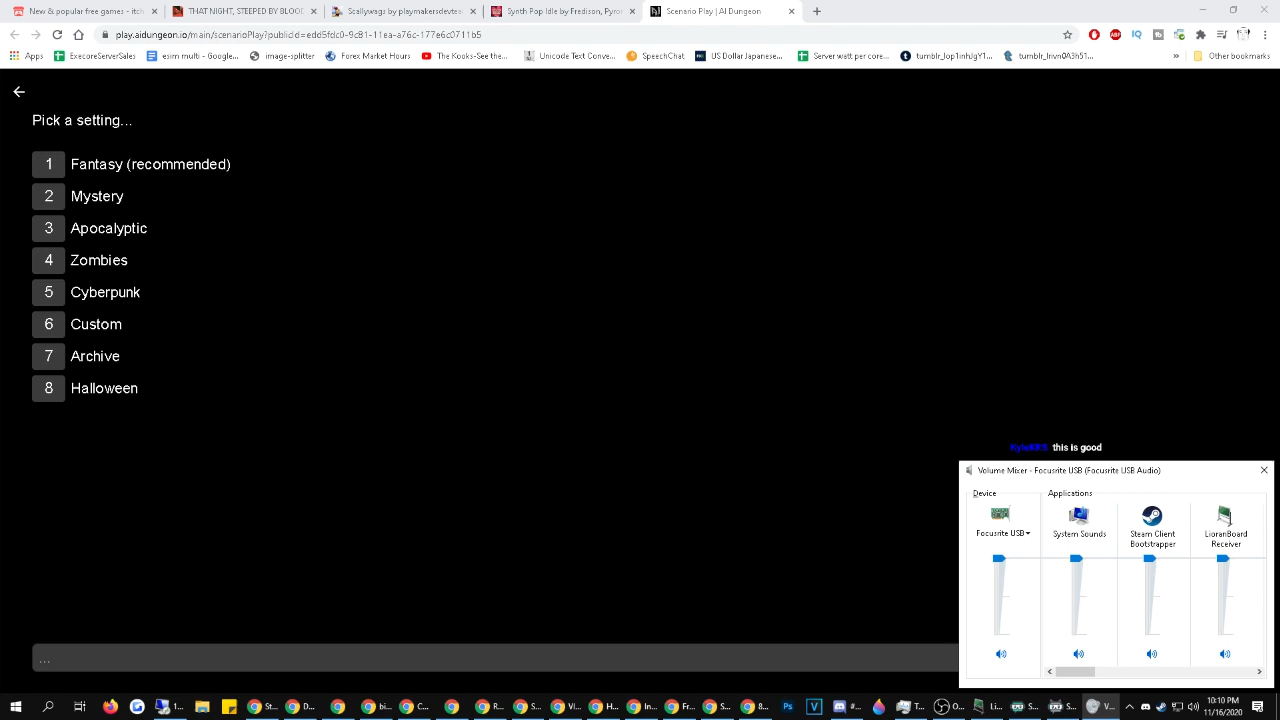 New & popular free games - itch
THAT NIGHT, STEEPED BY BLOOD
Scallywags by playmakersdevs
Synth Pop Idle by Fredison, Pyro
Scenario Play | AI Dungeon
play.aidungeon.io/main/scenarioPlay?publicId=edd5fdc0-9c81-11ea-a76c-177e6c0711b5
Apps
ExecoreServerSales
esim multi - Google...
image-splitter
Forex Market Hours
The Kooks-See the...
Unicode Text Conve...
SpeechChat
US Dollar Japanese...
Server watt per core...
tumblr_lop1inhJgY1...
tumblr_lnvn0A3h51...
Other bookmarks
Pick a setting...
1 Fantasy (recommended)
2 Mystery
3 Apocalyptic
4 Zombies
5 Cyberpunk
6 Custom
7 Archive
8 Halloween
this is good
Volume Mixer - Focusrite USB (Focusrite USB Audio)
Device
Applications
Focusrite USB
System Sounds
Steam Client
Bootstrapper
LioranBoard
Receiver
...
10:10 PM
11/16/2020